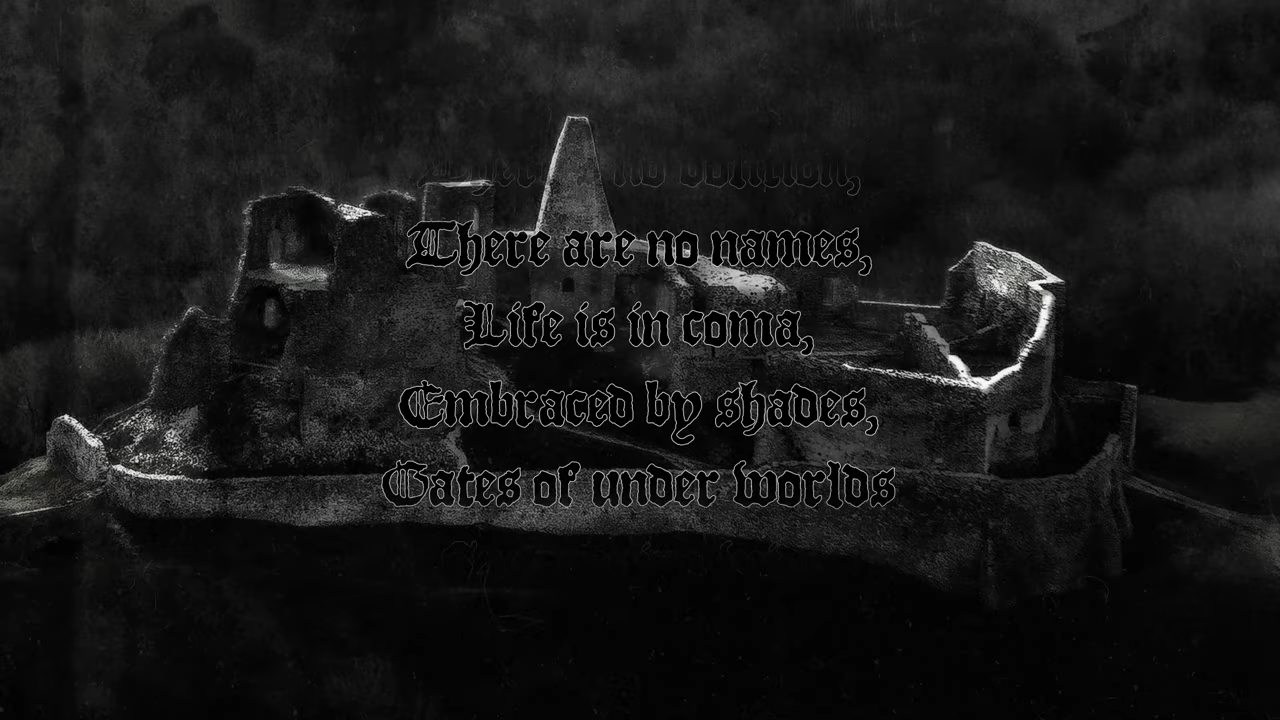 There are no names,
Life is in coma,
Embraced by shades,
Gates of under worlds